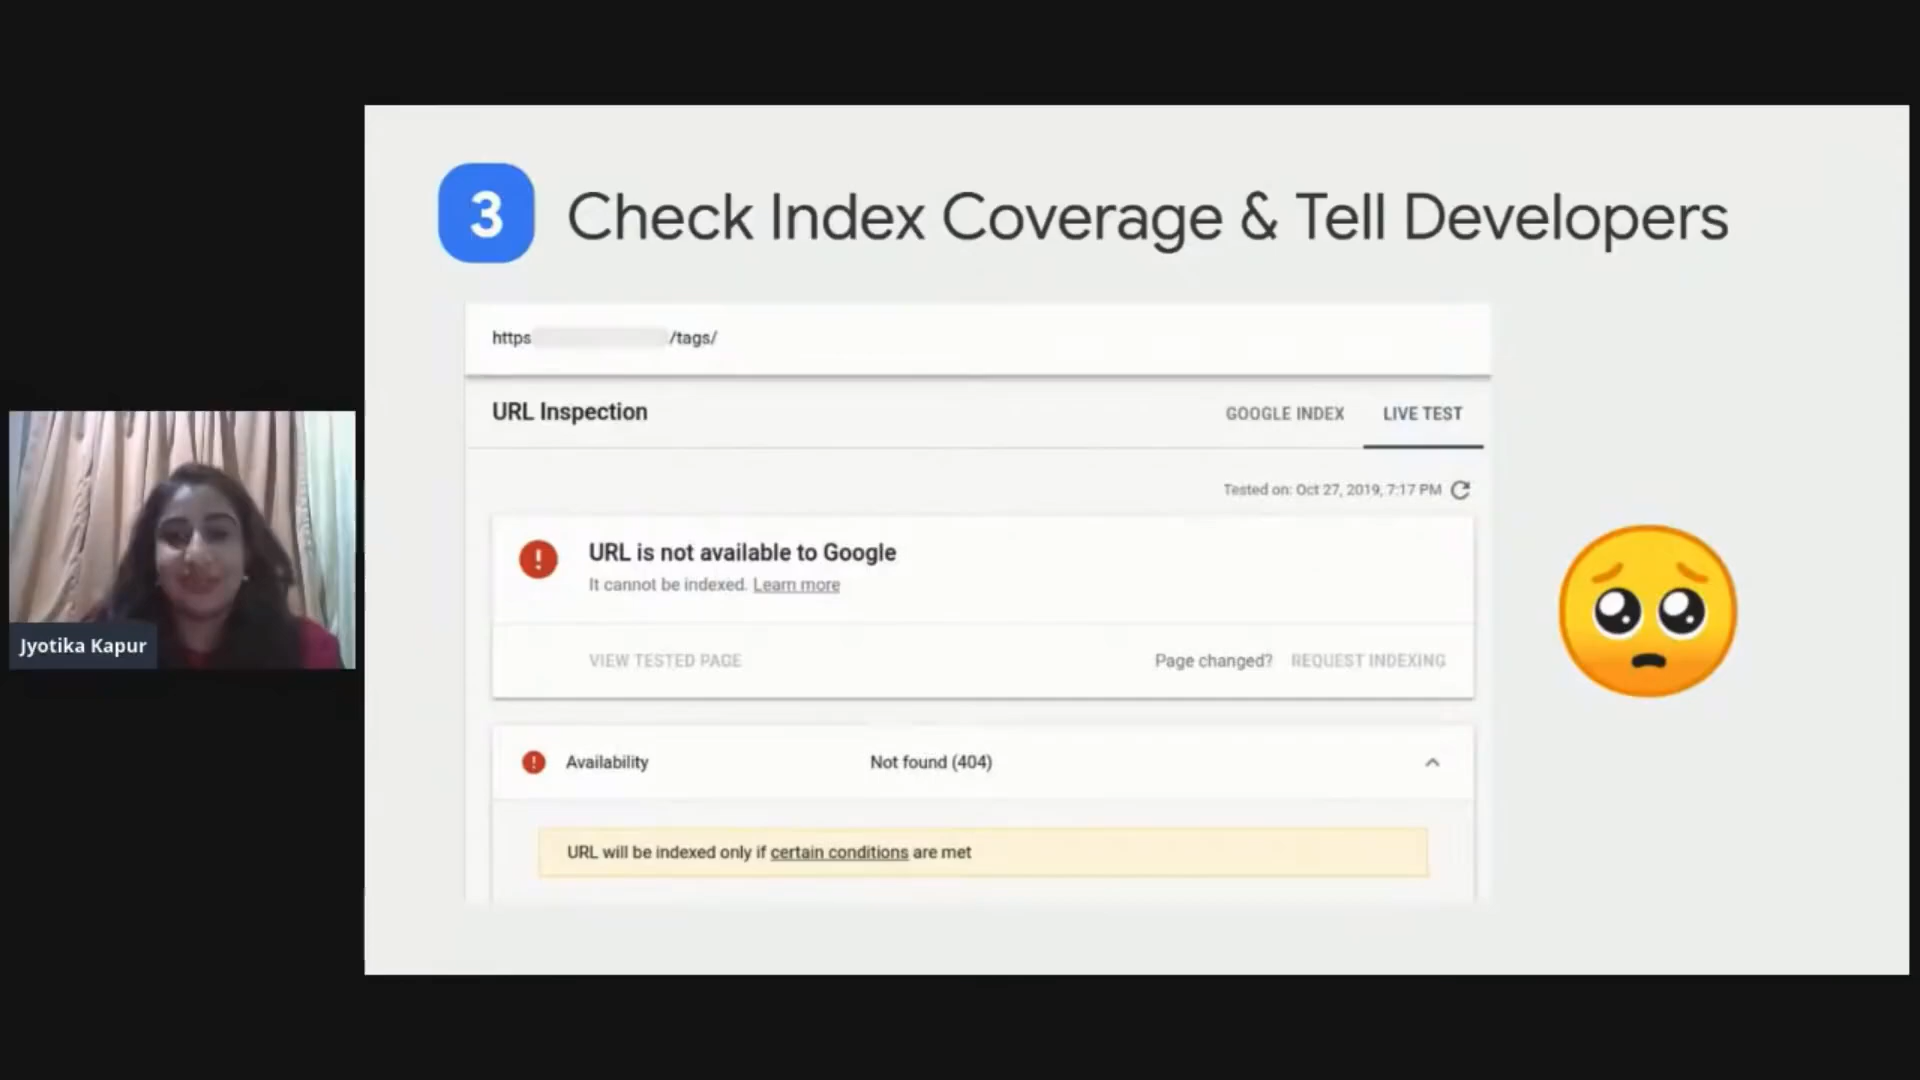 3 Check Index Coverage & Tell Developers
https /tags/
URL Inspection GOOGLE INDEX LIVE TEST
Tested on: Oct 27, 2019, 7:17 PM
URL is not available to Google
It cannot be indexed. Learn more
VIEW TESTED PAGE Page changed? REQUEST INDEXING
Availability Not found (404)
URL will be indexed only if certain conditions are met
Jyotika Kapur